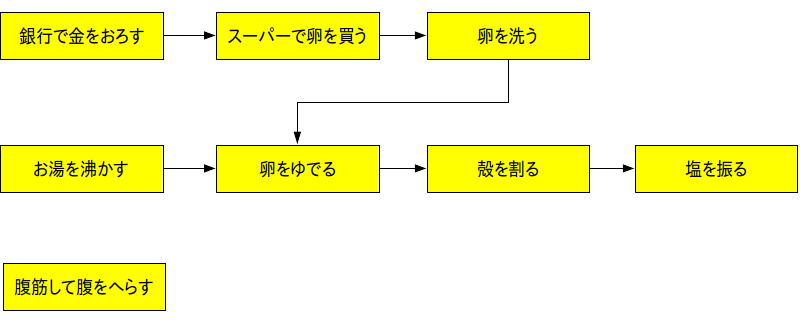 銀行で金をおろす
スーパーで卵を買う
卵を洗う
お湯を沸かす
卵をゆでる
殻を割る
塩を振る
腹筋して腹をへらす